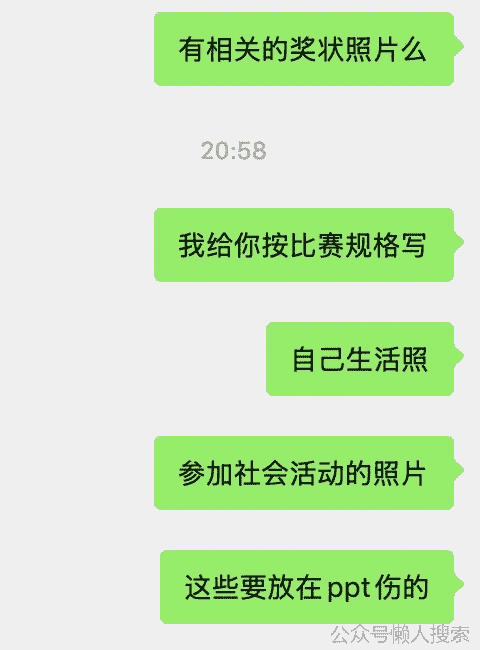 有相关的奖状照片么
20:58
我给你按比赛规格写
自己生活照
参加社会活动的照片
这些要放在ppt伤的
公众号懒人搜索